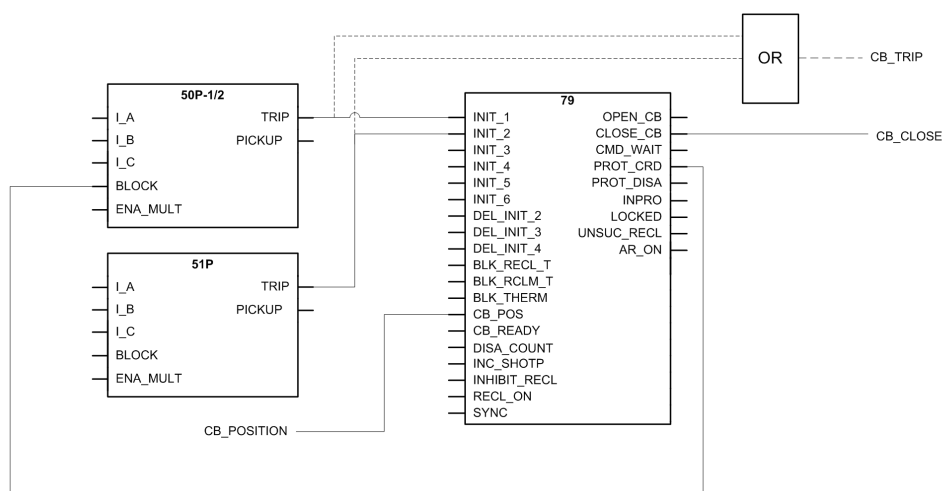 OR
CB_TRIP
50P-1/2
I_A
TRIP
I_B
PICKUP
I_C
BLOCK
ENA_MULT
51P
I_A
TRIP
I_B
PICKUP
I_C
BLOCK
ENA_MULT
CB_POSITION
79
INIT_1
OPEN_CB
INIT_2
CLOSE_CB
INIT_3
CMD_WAIT
INIT_4
PROT_CRD
INIT_5
PROT_DISA
INIT_6
INPRO
DEL_INIT_2
LOCKED
DEL_INIT_3
UNSUC_RECL
DEL_INIT_4
AR_ON
BLK_RECL_T
BLK_RCLM_T
BLK_THERM
CB_POS
CB_READY
DISA_COUNT
INC_SHOTP
INHIBIT_RECL
RECL_ON
SYNC
CB_CLOSE